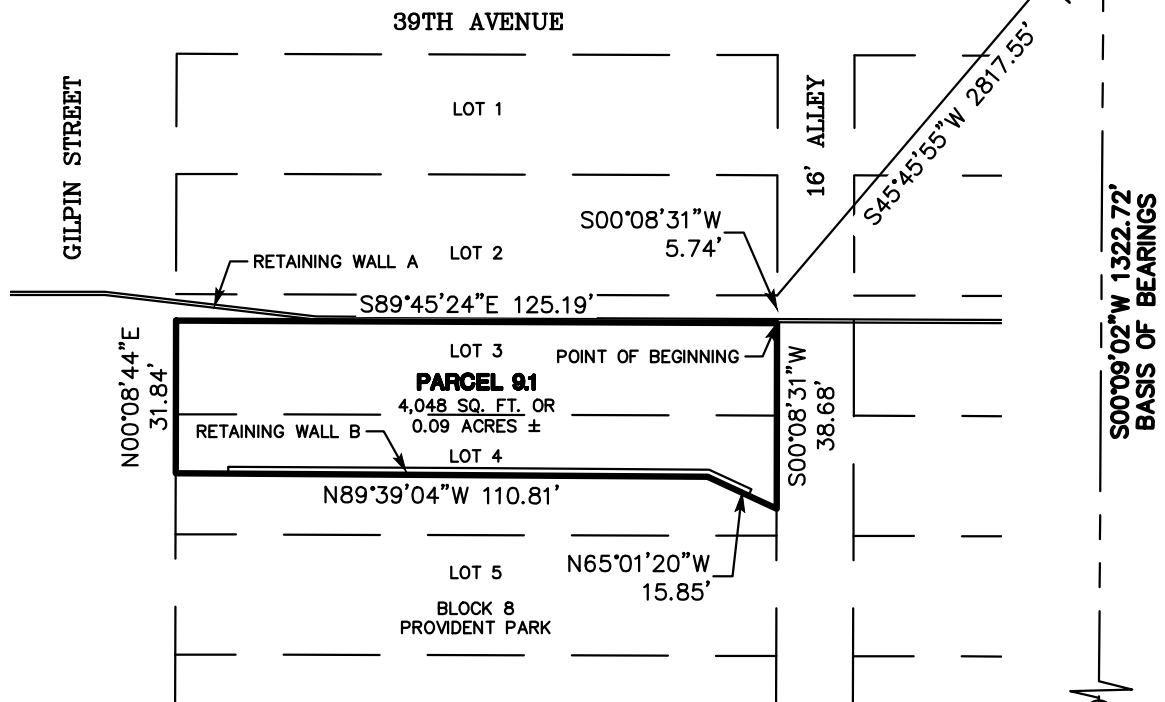 39TH AVENUE
GILPIN STREET
LOT 1
16' ALLEY
S45°45'55"W 2817.55'
S00°09'02"W 1322.72'
BASIS OF BEARINGS
S00°08'31"W
5.74'
LOT 2
RETAINING WALL A
S89°45'24"E 125.19'
N00°08'44"E
31.84'
LOT 3
POINT OF BEGINNING
PARCEL 9.1
4,048 SQ. FT. OR
0.09 ACRES ±
S00°08'31"W
38.68'
RETAINING WALL B
LOT 4
N89°39'04"W 110.81'
N65°01'20"W
15.85'
LOT 5
BLOCK 8
PROVIDENT PARK